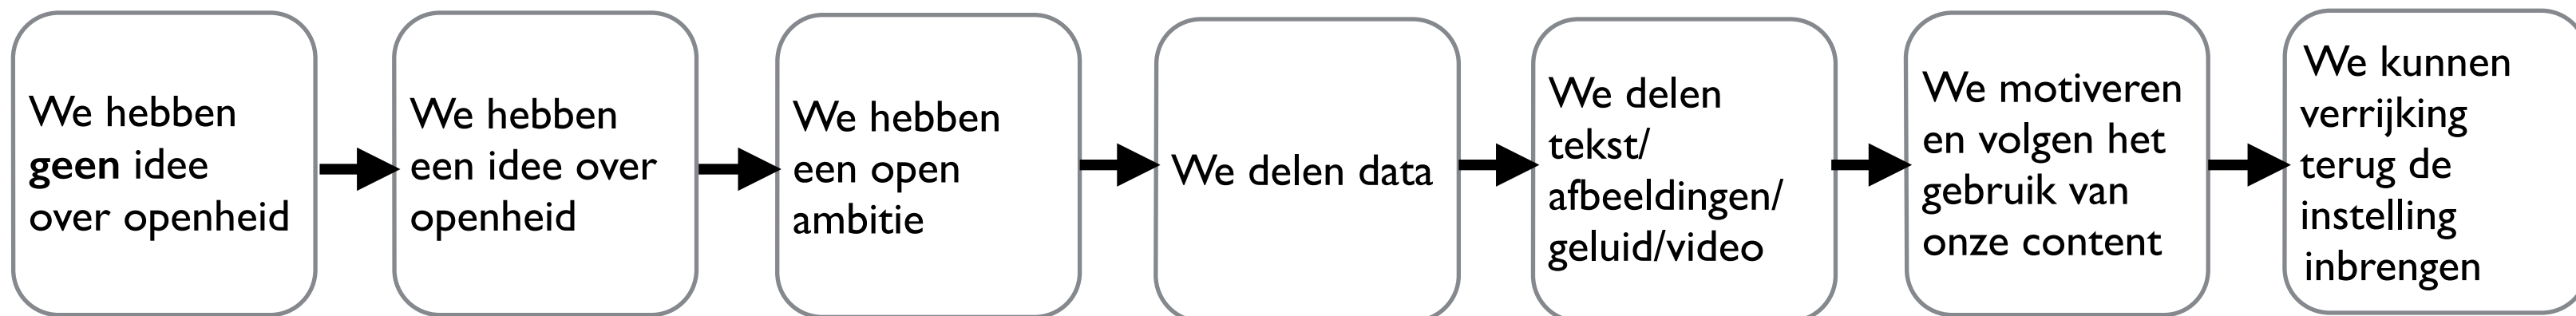 We hebben
geen idee
over openheid
We hebben
een idee over
openheid
We hebben
een open
ambitie
We delen data
We delen
tekst/
afbeeldingen/
geluid/video
We motiveren
en volgen het
gebruik van
onze content
We kunnen
verrijking
terug de
instelling
inbrengen